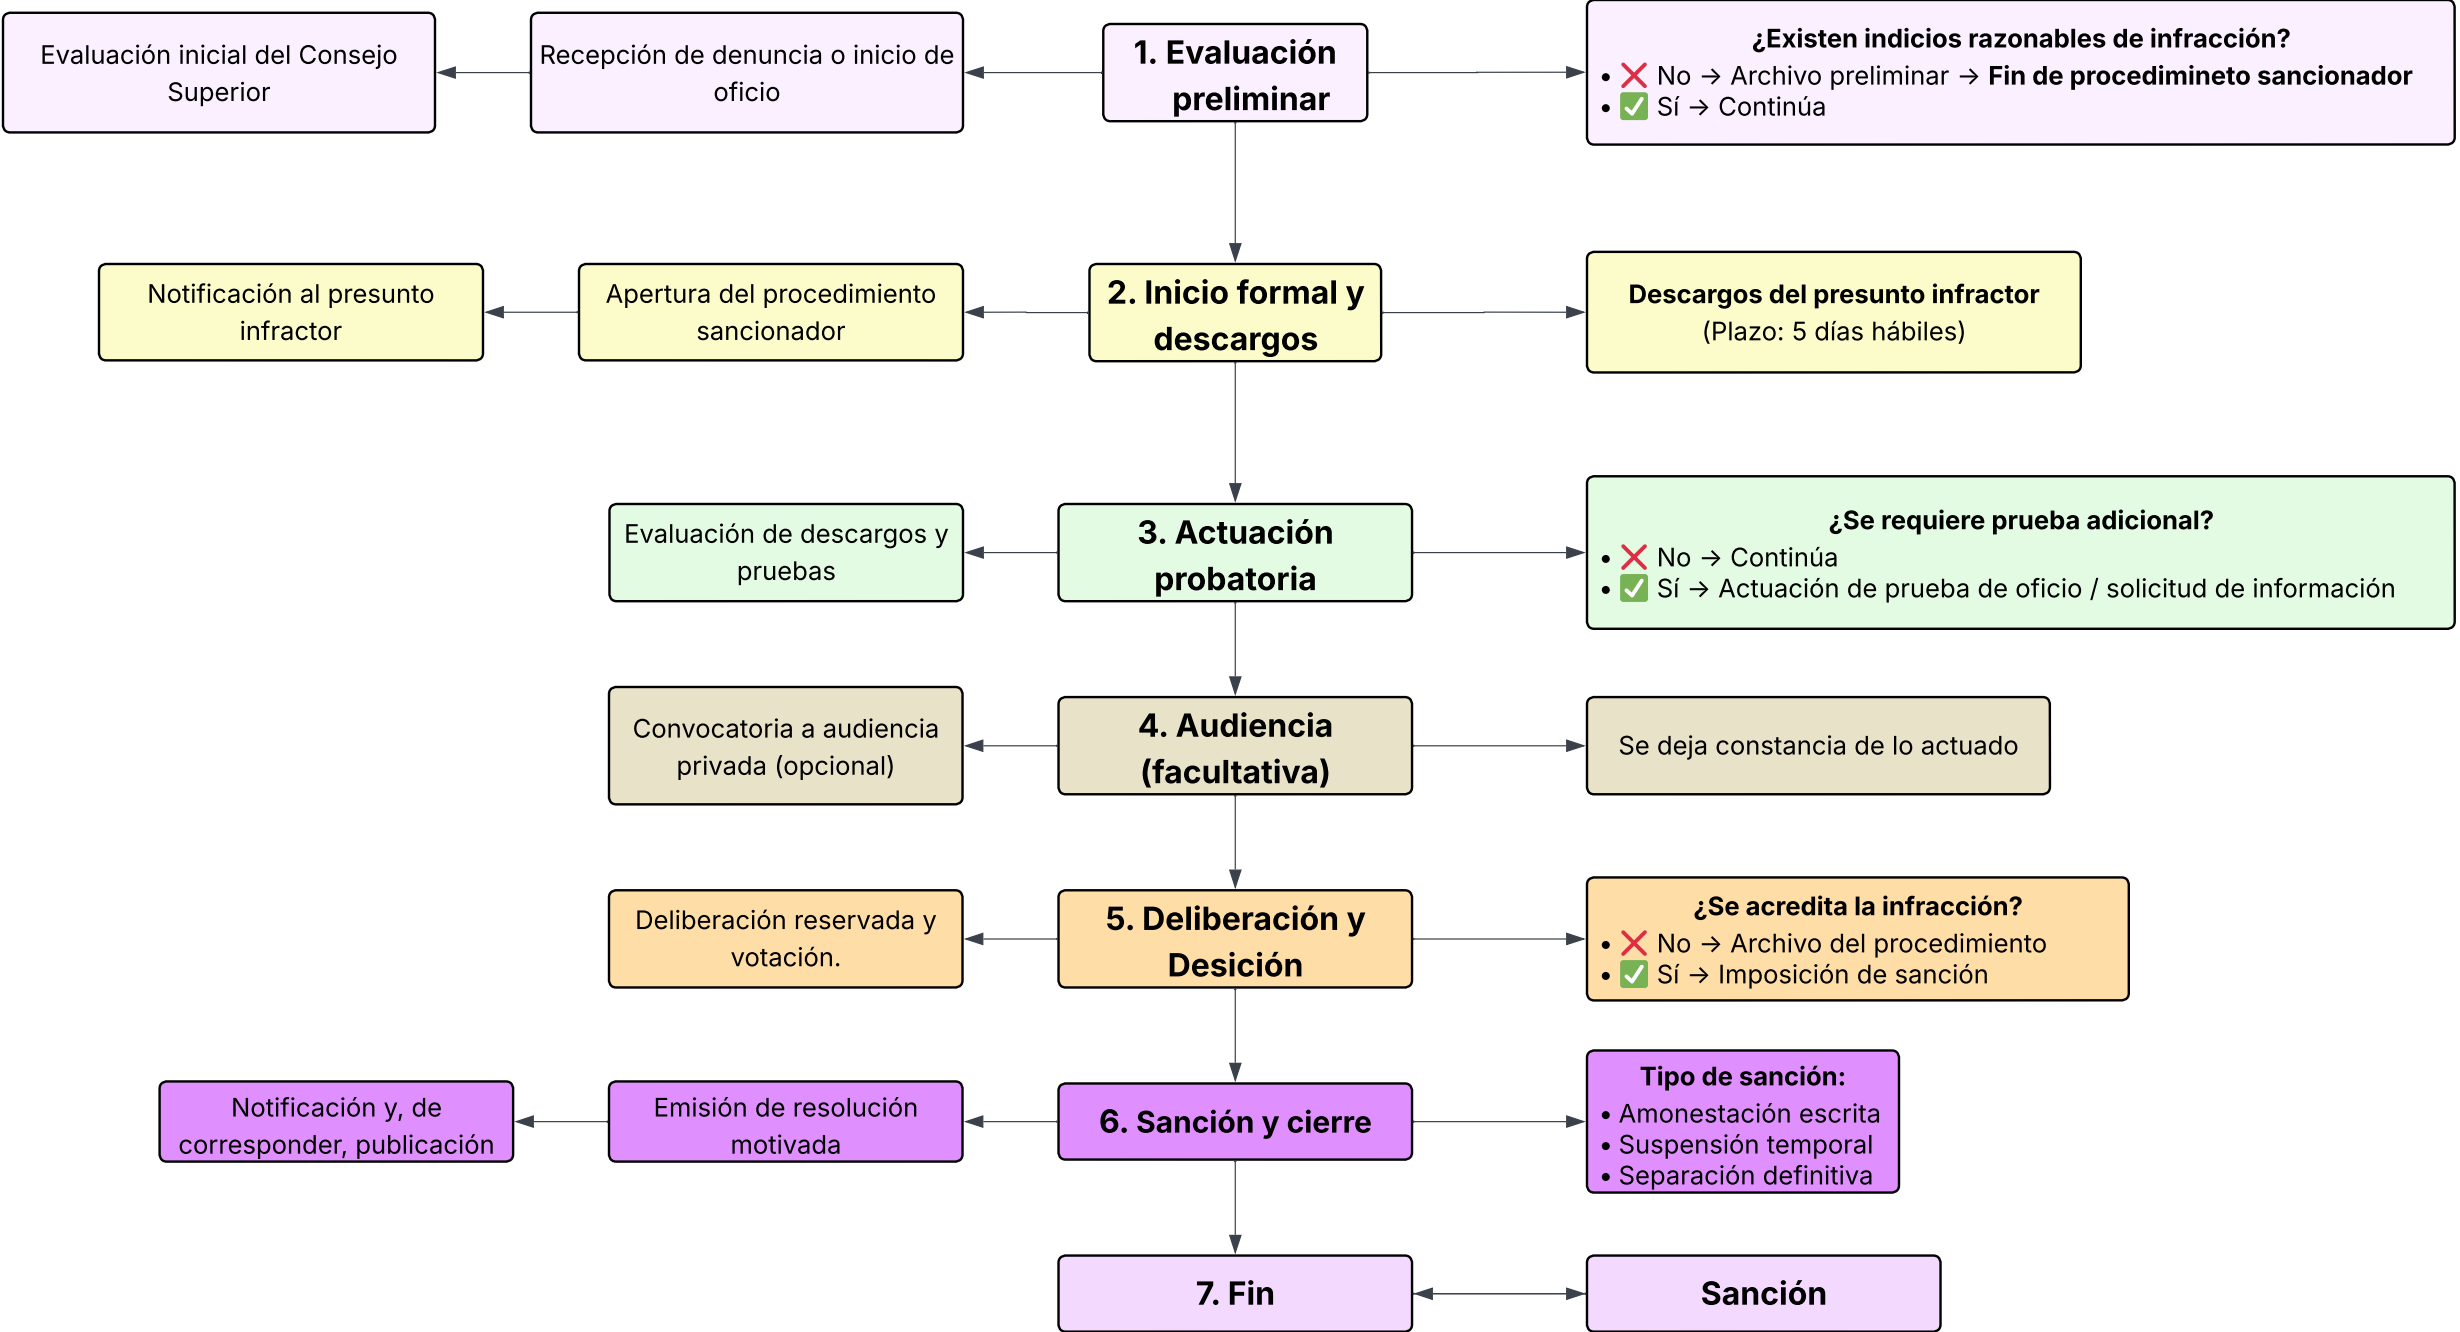 Evaluación inicial del Consejo
Superior
Recepción de denuncia o inicio de
oficio
1. Evaluación
preliminar
¿Existen indicios razonables de infracción?
• ❌ No → Archivo preliminar → Fin de procedimineto sancionador
• ✅ Sí → Continúa
Notificación al presunto
infractor
Apertura del procedimiento
sancionador
2. Inicio formal y
descargos
Descargos del presunto infractor
(Plazo: 5 días hábiles)
Evaluación de descargos y
pruebas
3. Actuación
probatoria
¿Se requiere prueba adicional?
• ❌ No → Continúa
• ✅ Sí → Actuación de prueba de oficio / solicitud de información
Convocatoria a audiencia
privada (opcional)
4. Audiencia
(facultativa)
Se deja constancia de lo actuado
Deliberación reservada y
votación.
5. Deliberación y
Desición
¿Se acredita la infracción?
• ❌ No → Archivo del procedimiento
• ✅ Sí → Imposición de sanción
Notificación y, de
corresponder, publicación
Emisión de resolución
motivada
6. Sanción y cierre
Tipo de sanción:
• Amonestación escrita
• Suspensión temporal
• Separación definitiva
7. Fin
Sanción